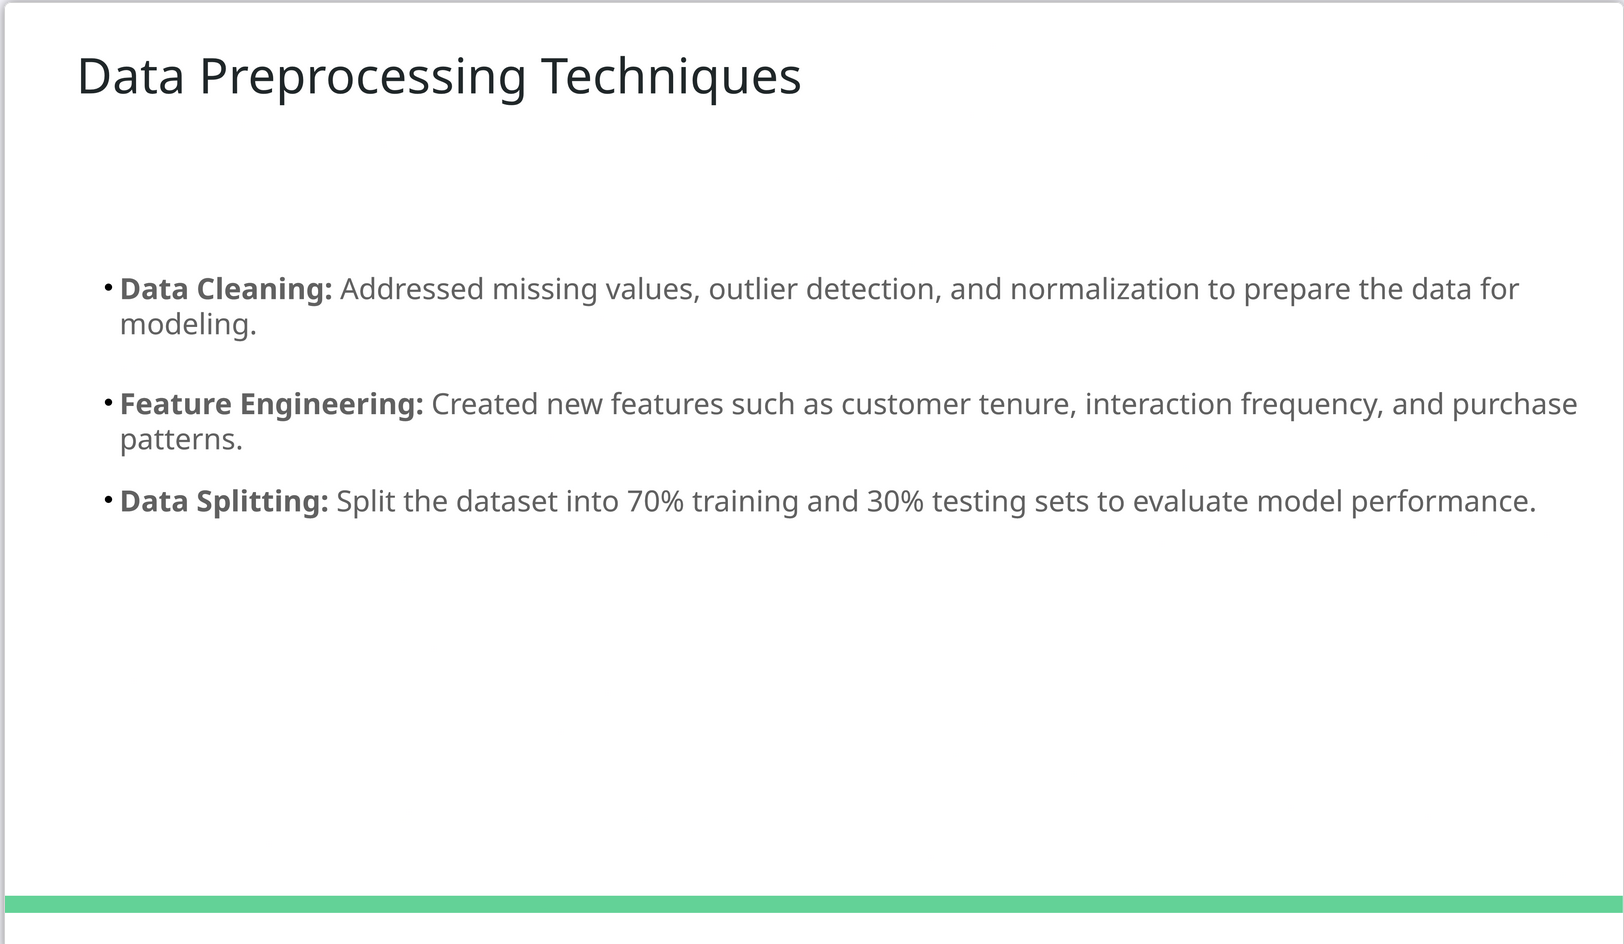 Data Preprocessing Techniques
• Data Cleaning: Addressed missing values, outlier detection, and normalization to prepare the data for
modeling.
• Feature Engineering: Created new features such as customer tenure, interaction frequency, and purchase
patterns.
• Data Splitting: Split the dataset into 70% training and 30% testing sets to evaluate model performance.